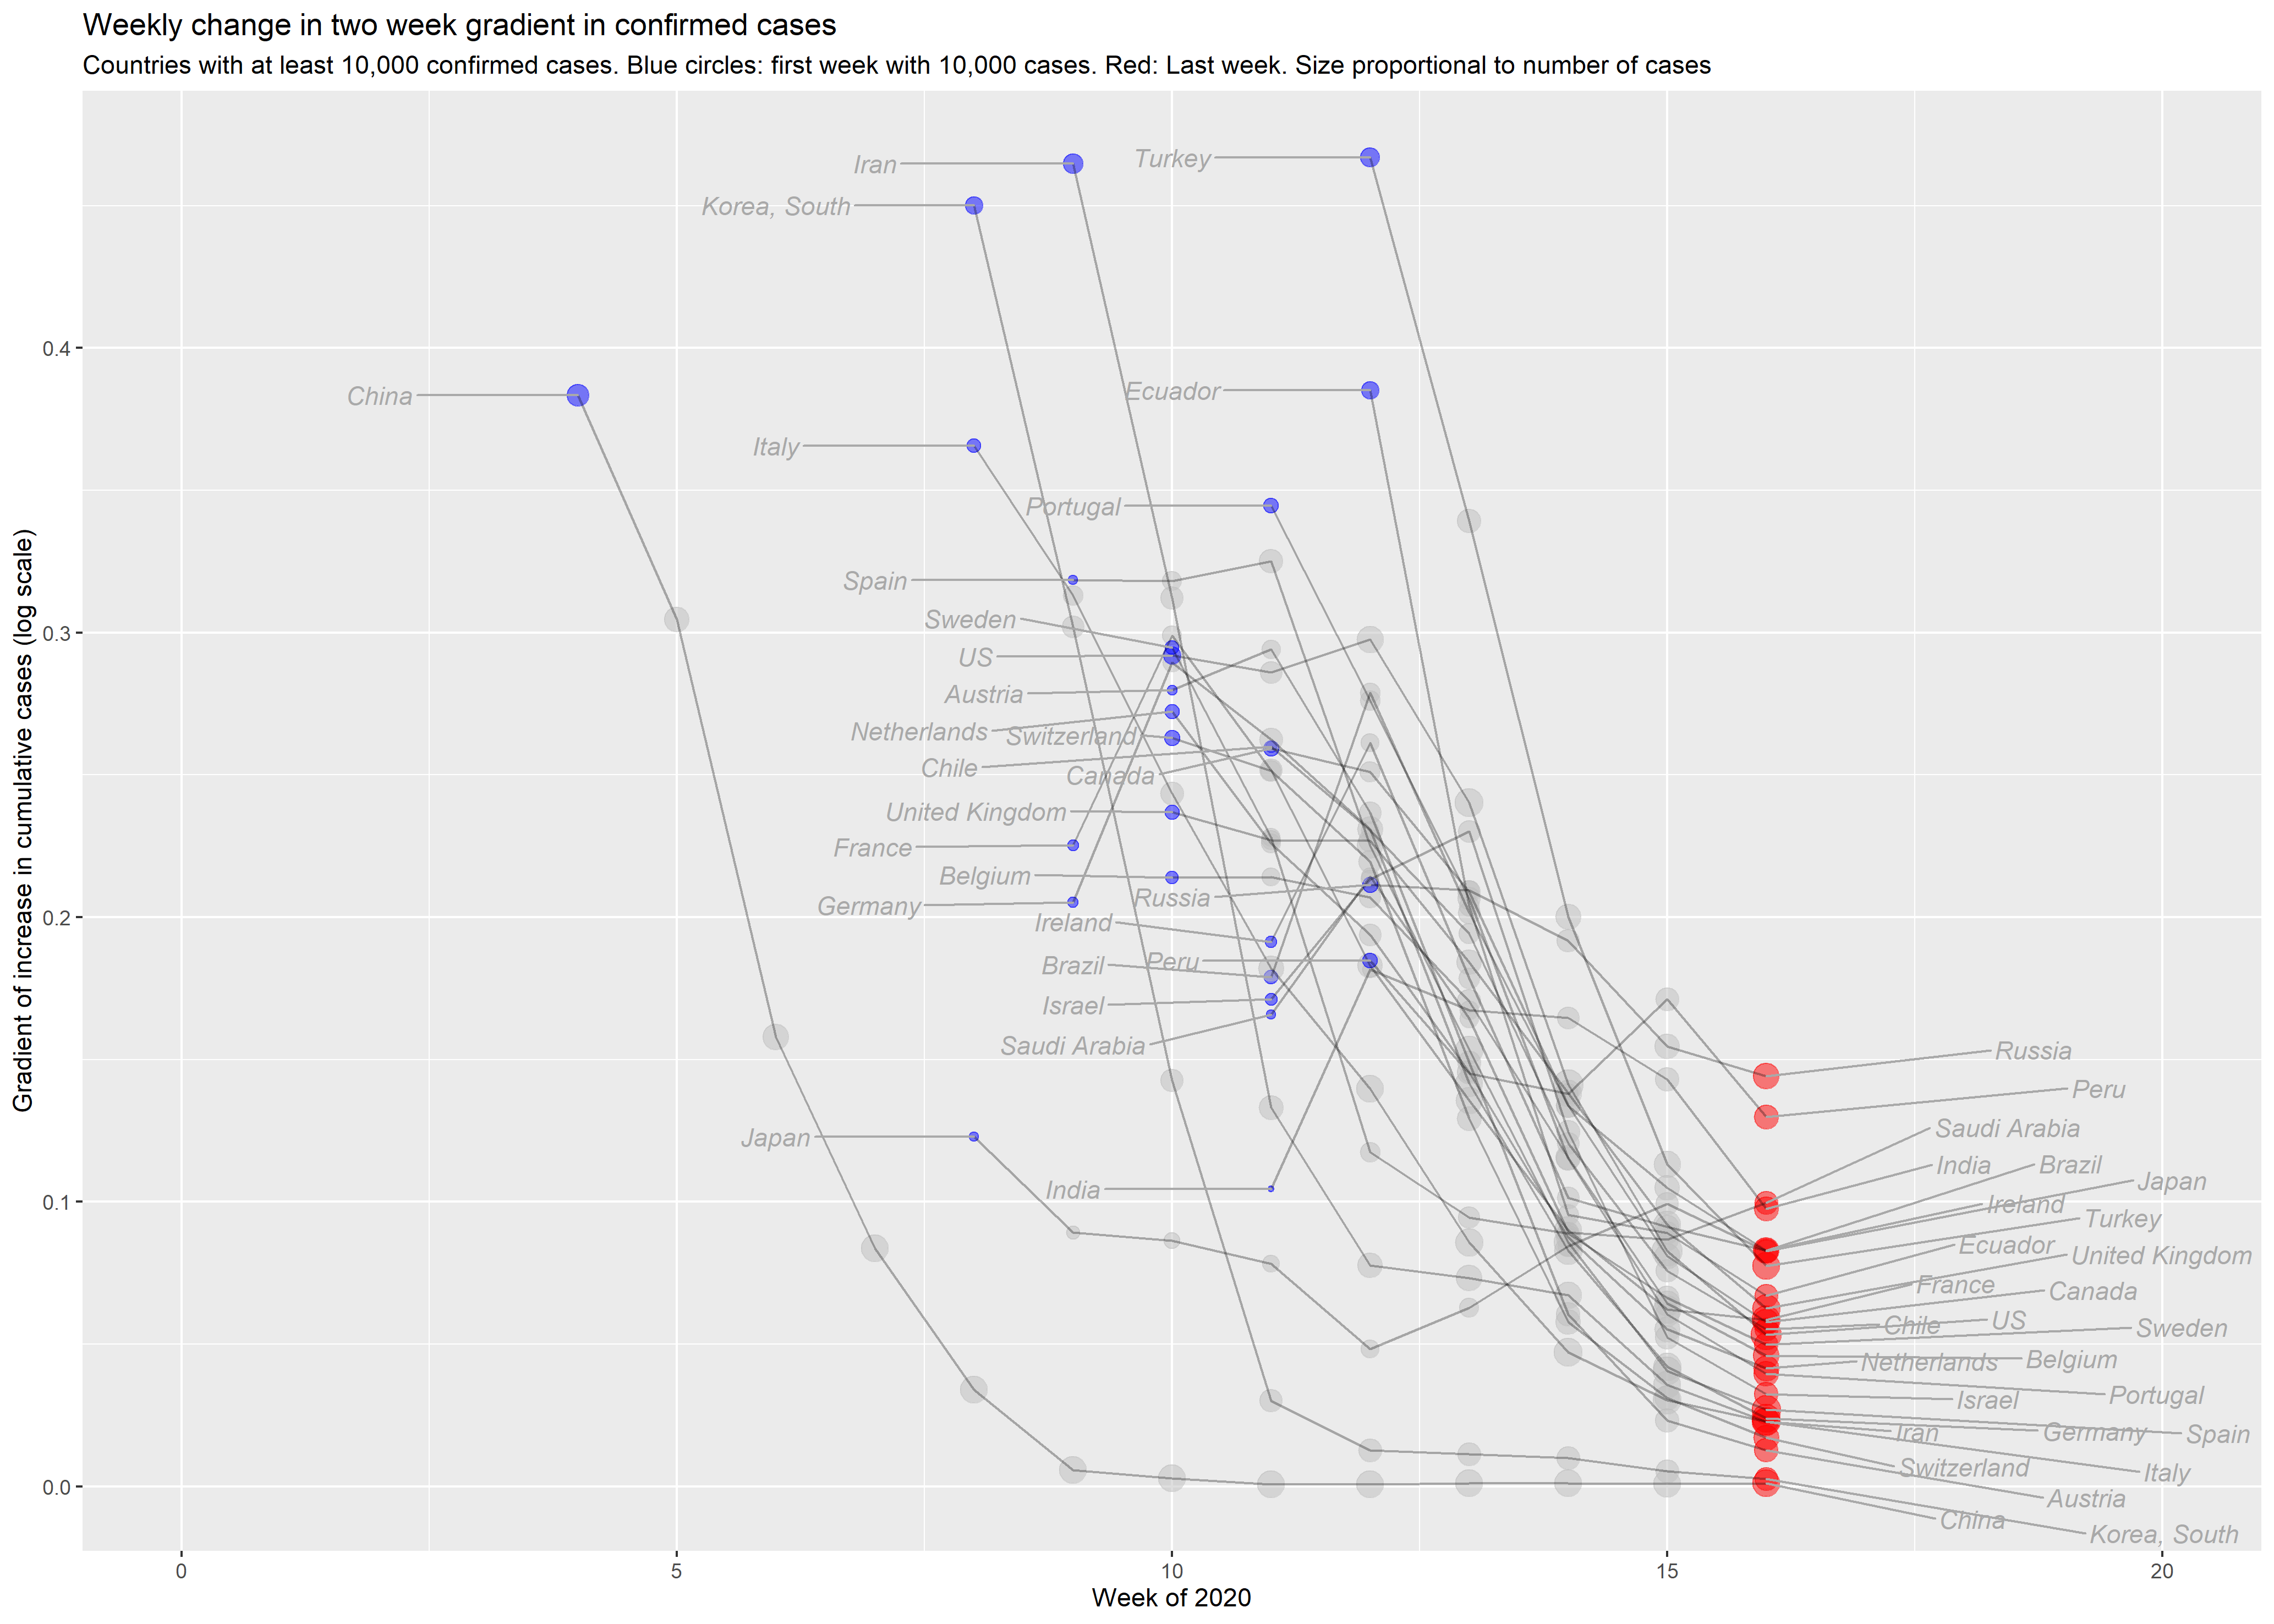 Weekly change in two week gradient in confirmed cases
Countries with at least 10,000 confirmed cases. Blue circles: first week with 10,000 cases. Red: Last week. Size proportional to number of cases
Gradient of increase in cumulative cases (log scale)
0.4
0.3
0.2
0.1
0.0
Iran
Turkey
Korea, South
China
Ecuador
Italy
Portugal
Spain
Sweden
US
Austria
Netherlands
Switzerland
Chile
Canada
United Kingdom
France
Belgium
Germany
Russia
Ireland
Brazil
Peru
Israel
Saudi Arabia
Japan
India
Russia
Peru
Saudi Arabia
India
Brazil
Japan
Ireland
Turkey
Ecuador
United Kingdom
France
Canada
Chile
US
Sweden
Netherlands
Belgium
Israel
Portugal
Iran
Germany
Spain
Switzerland
Italy
Austria
China
Korea, South
0
5
10
15
20
Week of 2020